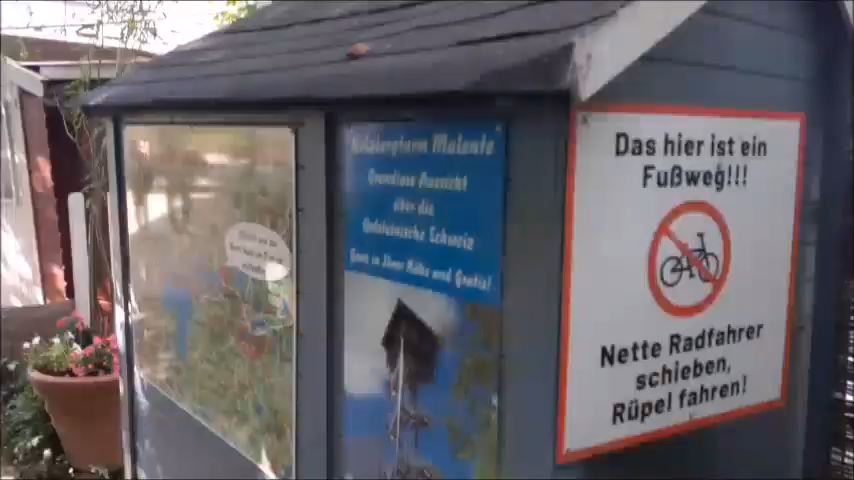 Holzbergturm Malente
Grandiose Aussicht
über die
Holsteinische Schweiz
Ganz in Ihrer Nähe und Gratis!
Das hier ist ein
Fußweg!!!
Nette Radfahrer
schieben,
Rüpel fahren!